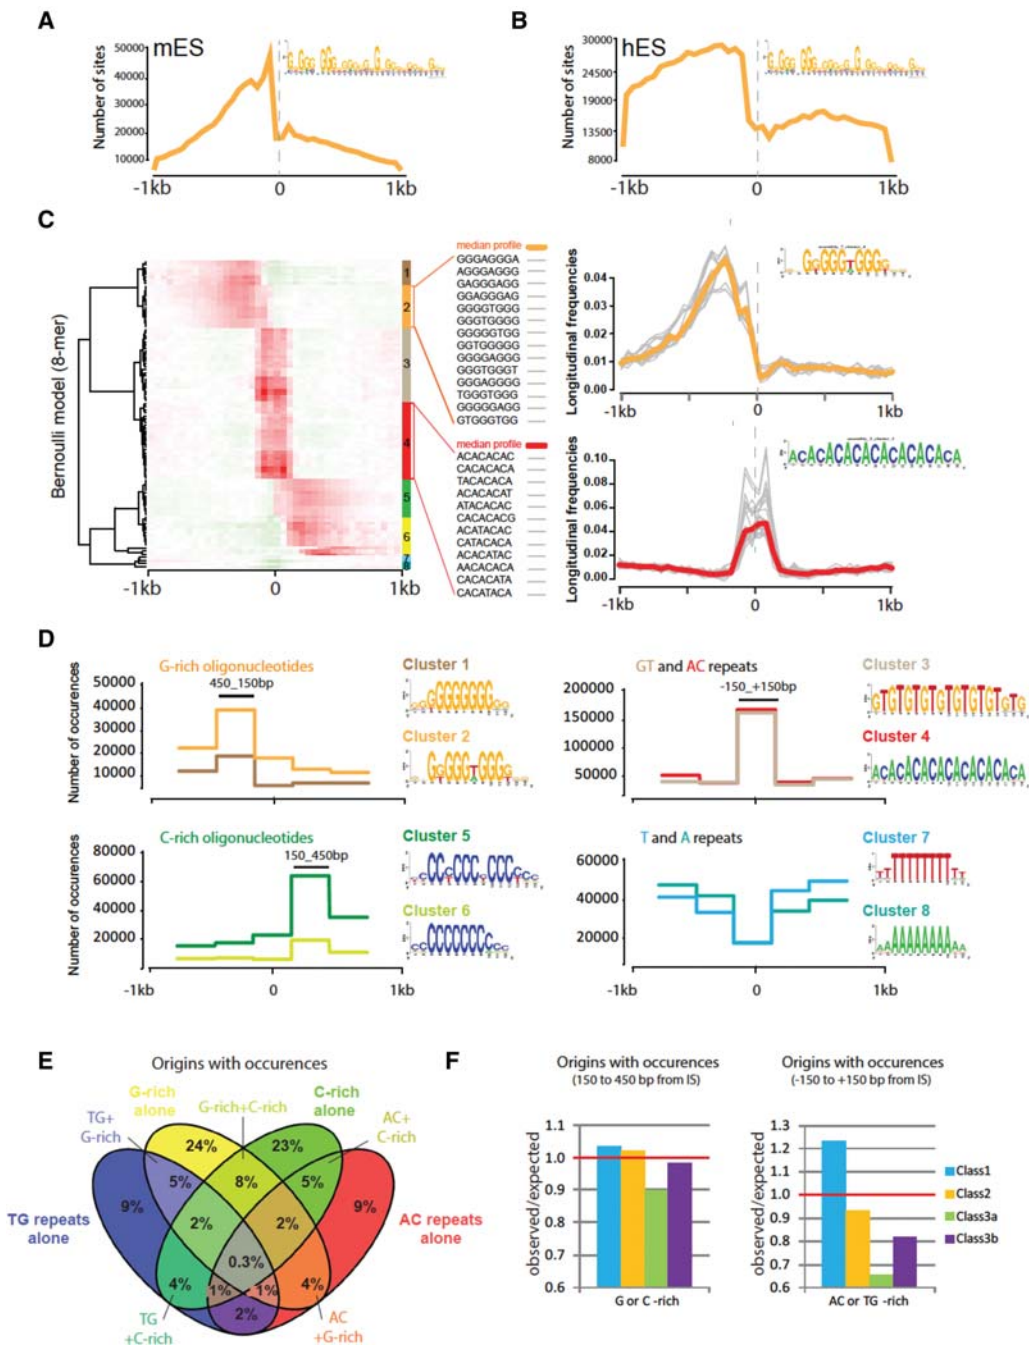 A
mES
Number of sites
50000
40000
30000
20000
10000
-1kb
0
1kb
B
hES
Number of sites
30000
24500
19000
13500
8000
-1kb
0
1kb
C
Bernoulli model (8-mer)
-1kb
0
1kb
1
2
3
4
5
6
7
median profile
GGGAGGGA
AGGGAGGG
GAGGGAGG
GGAGGGAG
GGGGTGGG
GGGTGGGG
GGGGGTGG
GGTGGGGG
GGGGAGGG
GGGTGGGT
GGGAGGGG
TGGGTGGG
GGGGGAGG
GTGGGTGG
median profile
ACACACAC
CACACACA
TACACACA
ACACACAT
ATACACAC
CACACACG
ACATACAC
CATACACA
ACACATAC
AACACACA
CACACATA
CACATACA
Longitudinal frequencies
0.04
0.03
0.02
0.01
0.00
-1kb
0
1kb
GGGGGTGGGG
Longitudinal frequencies
0.10
0.08
0.06
0.04
0.02
0.00
-1kb
0
1kb
ACACACACACACACACACA
D
G-rich oligonucleotides
450_150bp
Number of occurences
50000
40000
30000
20000
10000
Cluster 1
Cluster 2
GT and AC repeats
-150_+150bp
200000
150000
100000
50000
Cluster 3
GTGTGTGTGTGTGTGTG
Cluster 4
ACACACACACACACACACA
C-rich oligonucleotides
150_450bp
Number of occurences
80000
60000
40000
20000
-1kb
0
1kb
Cluster 5
Cluster 6
T and A repeats
60000
40000
20000
-1kb
0
1kb
Cluster 7
Cluster 8
E
Origins with occurences
G-rich alone
C-rich alone
TG+ G-rich
G-rich+C-rich
AC+ C-rich
TG repeats alone
AC repeats alone
24%
23%
5%
8%
5%
9%
9%
2%
2%
0.3%
4%
1%
1%
4%
2%
TG +C-rich
AC +G-rich
F
Origins with occurences
(150 to 450 bp from IS)
observed/expected
1.1
1.0
0.9
0.8
0.7
0.6
G or C -rich
Origins with occurences
(-150 to +150 bp from IS)
1.3
1.2
1.1
1.0
0.9
0.8
0.7
0.6
AC or TG -rich
Class1
Class2
Class3a
Class3b